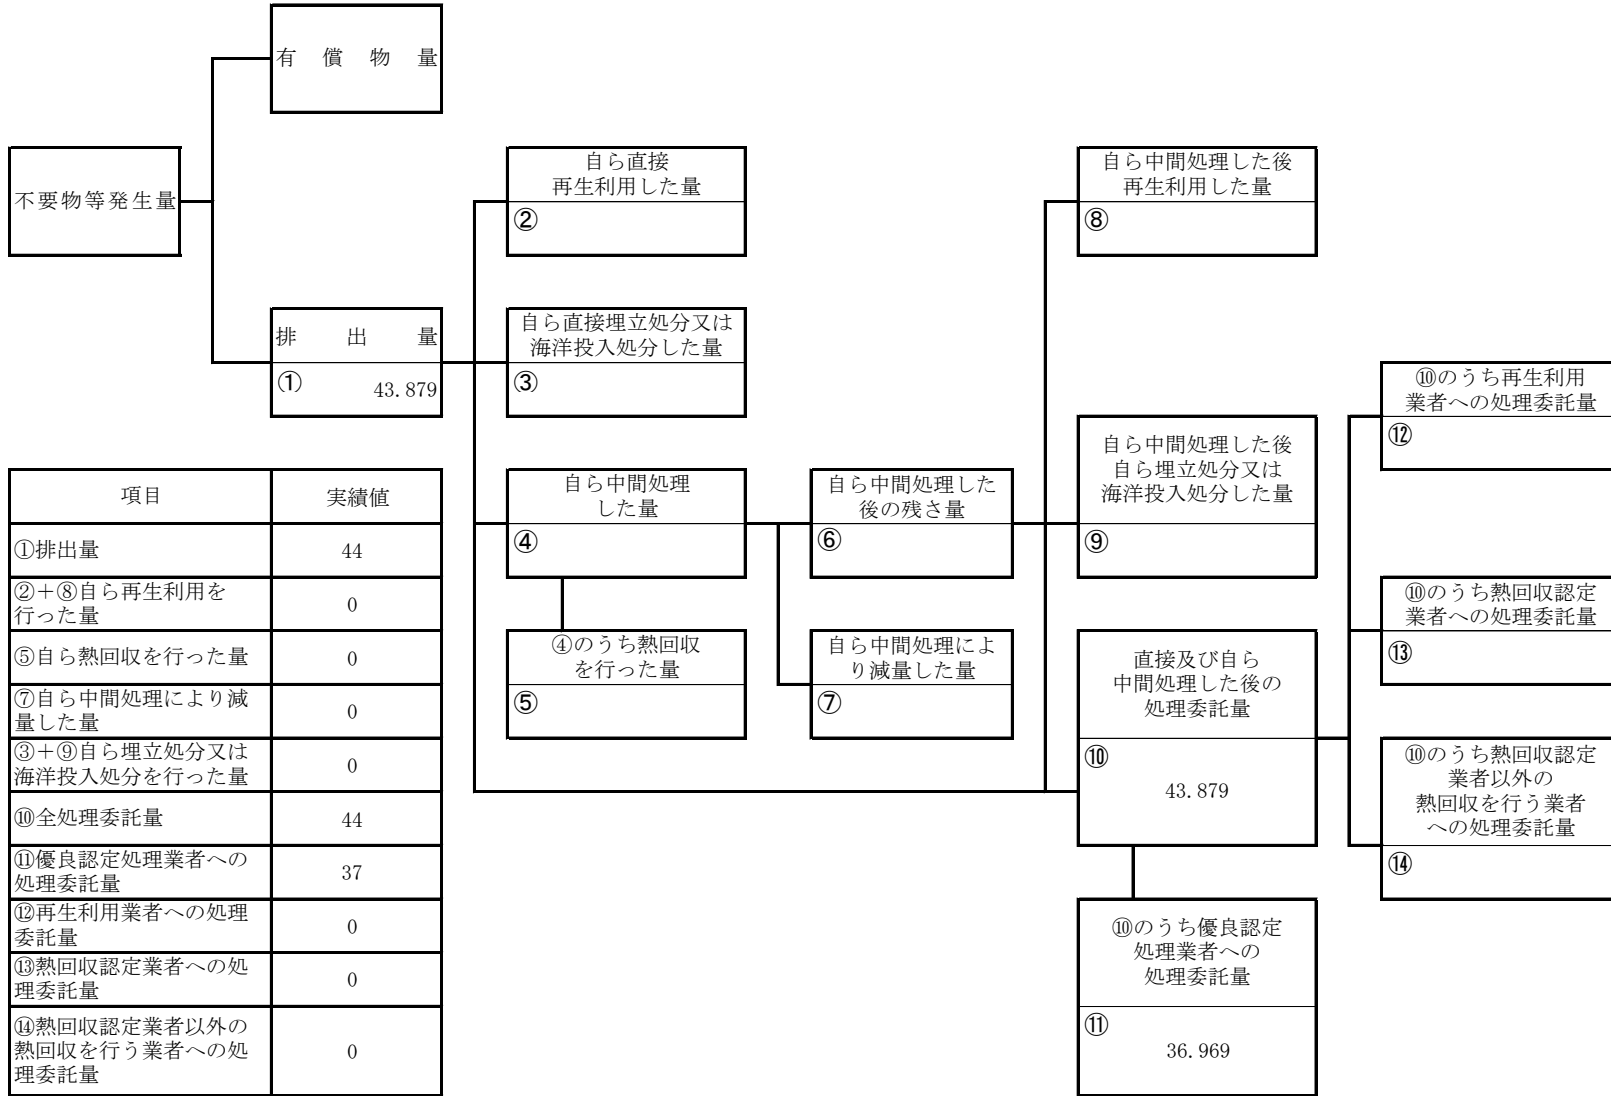 有償物量
不要物等発生量
排出量
①
43.879
自ら直接
再生利用した量
②
自ら直接埋立処分又は
海洋投入処分した量
③
自ら中間処理
した量
④
④のうち熱回収
を行った量
⑤
自ら中間処理した
後の残さ量
⑥
自ら中間処理によ
り減量した量
⑦
自ら中間処理した後
再生利用した量
⑧
自ら中間処理した後
自ら埋立処分又は
海洋投入処分した量
⑨
直接及び自ら
中間処理した後の
処理委託量
⑩
43.879
⑩のうち優良認定
処理業者への
処理委託量
⑪
36.969
⑩のうち再生利用
業者への処理委託量
⑫
⑩のうち熱回収認定
業者への処理委託量
⑬
⑩のうち熱回収認定
業者以外の
熱回収を行う業者
への処理委託量
⑭
項目 実績値
①排出量 44
②＋⑧自ら再生利用を
行った量 0
⑤自ら熱回収を行った量 0
⑦自ら中間処理により減
量した量 0
③＋⑨自ら埋立処分又は
海洋投入処分を行った量 0
⑩全処理委託量 44
⑪優良認定処理業者への
処理委託量 37
⑫再生利用業者への処理
委託量 0
⑬熱回収認定業者への処
理委託量 0
⑭熱回収認定業者以外の
熱回収を行う業者への処
理委託量 0